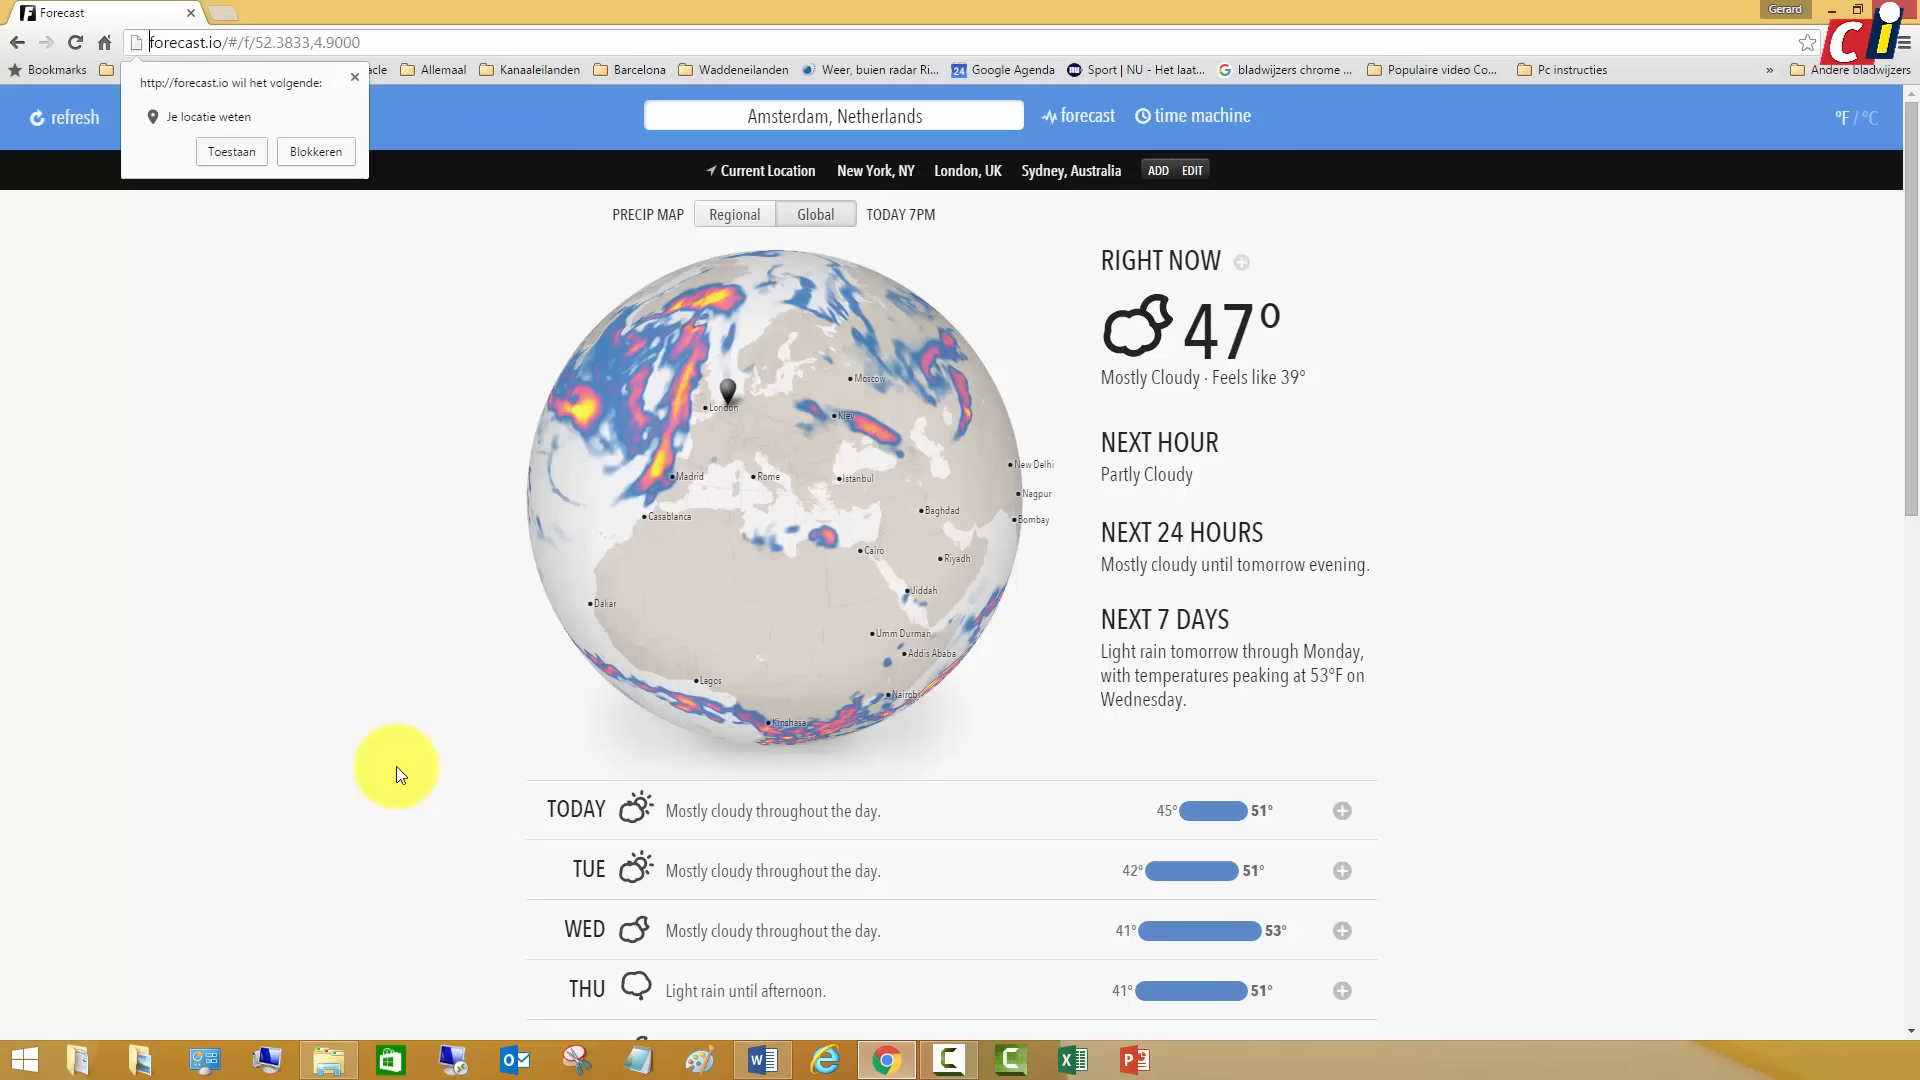 Forecast
Gerard
forecast.io/#/f/52.3833,4.9000
Ci
Bookmarks
acle
Allemaal
Kanaaleilanden
Barcelona
Waddeneilanden
Weer, buien radar Ri...
24 Google Agenda
Sport | NU - Het laat...
bladwijzers chrome ...
Populaire video Co...
Pc instructies
»
Andere bladwijzers
http://forecast.io wil het volgende:
Je locatie weten
Toestaan
Blokkeren
refresh
Amsterdam, Netherlands
forecast
time machine
°F / °C
Current Location
New York, NY
London, UK
Sydney, Australia
ADD EDIT
PRECIP MAP
Regional
Global
TODAY 7PM
Moscow
London
Kiev
Madrid
Rome
Istanbul
New Delhi
Nagpur
Baghdad
Casablanca
Bombay
Cairo
Riyadh
Jiddah
Dakar
Umm Durman
Addis Ababa
Lagos
Nairobi
Kinshasa
RIGHT NOW
47°
Mostly Cloudy · Feels like 39°
NEXT HOUR
Partly Cloudy
NEXT 24 HOURS
Mostly cloudy until tomorrow evening.
NEXT 7 DAYS
Light rain tomorrow through Monday,
with temperatures peaking at 53°F on
Wednesday.
TODAY Mostly cloudy throughout the day. 45° 51°
TUE Mostly cloudy throughout the day. 42° 51°
WED Mostly cloudy throughout the day. 41° 53°
THU Light rain until afternoon. 41° 51°